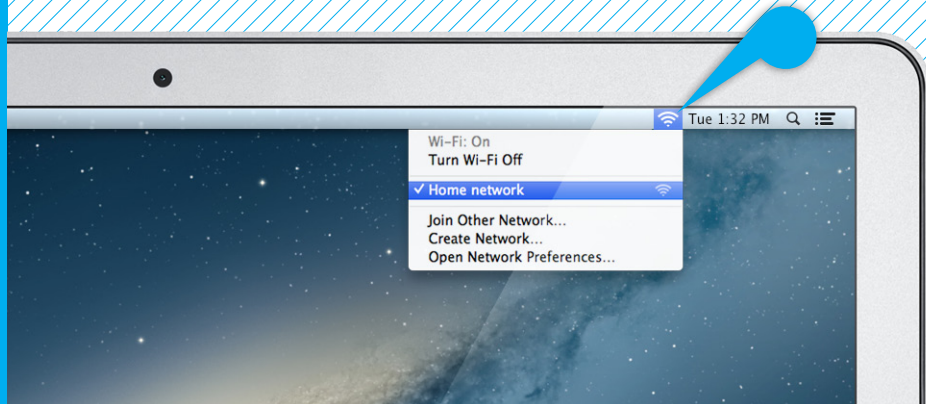 Tue 1:32 PM
Wi-Fi: On
Turn Wi-Fi Off
✓ Home network
Join Other Network...
Create Network...
Open Network Preferences...